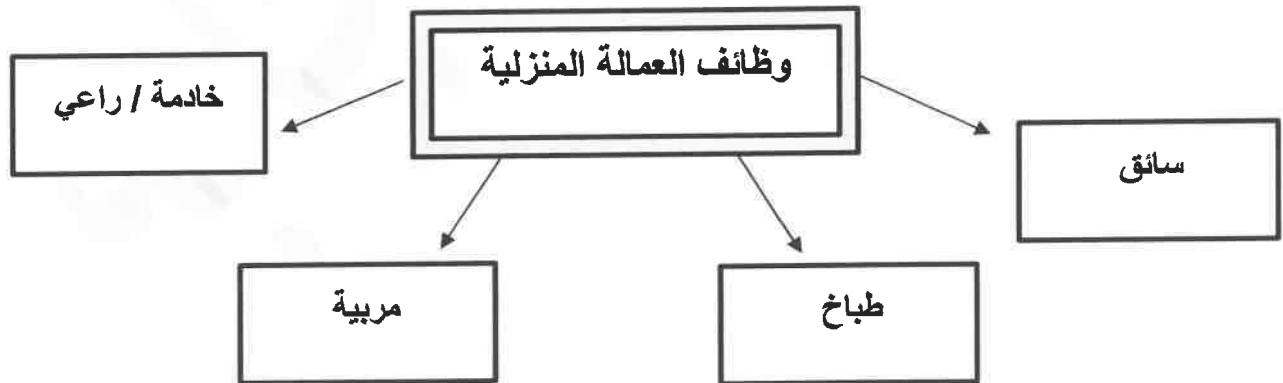 وظائف العمالة المنزلية
خادمة / راعي
سائق
مربية
طباخ